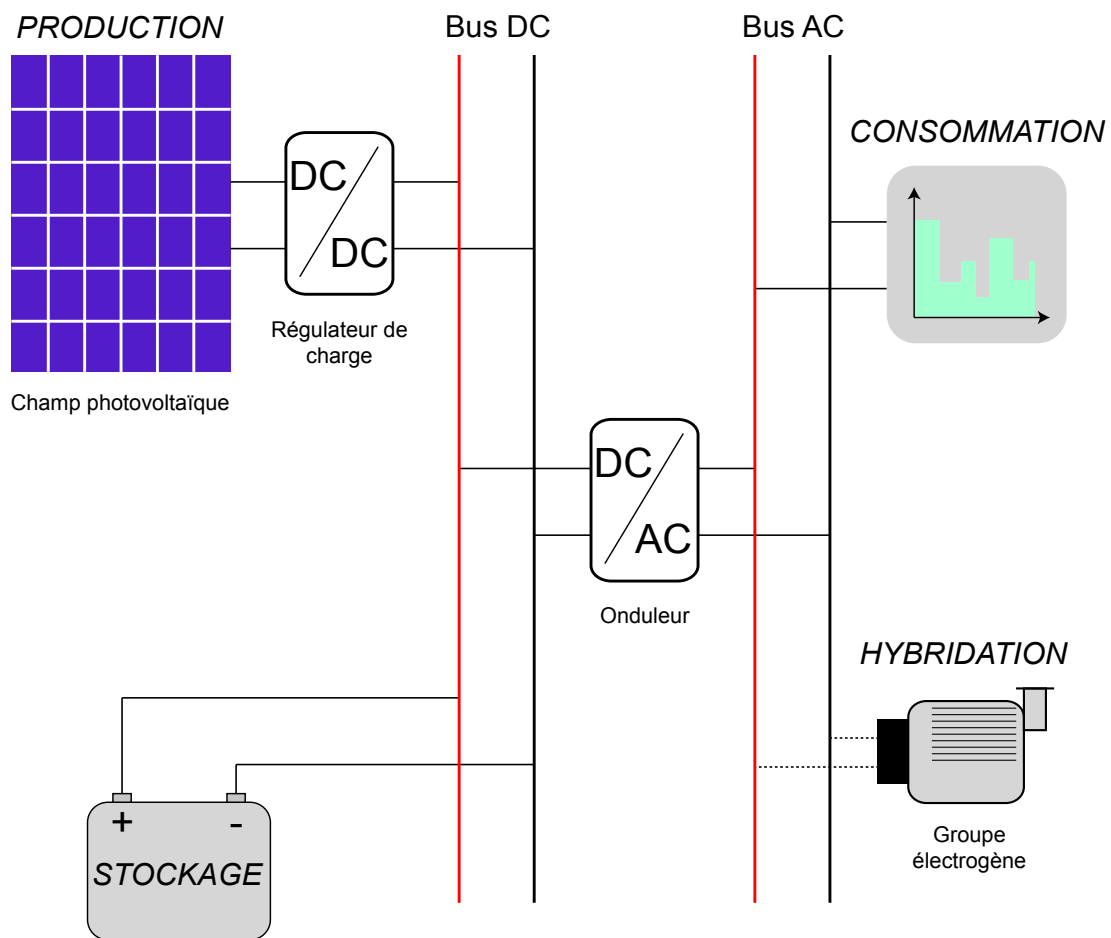 PRODUCTION
Bus DC
Bus AC
CONSOMMATION
DC
DC
Régulateur de
charge
Champ photovoltaïque
DC
AC
Onduleur
HYBRIDATION
Groupe
électrogène
+ -
STOCKAGE